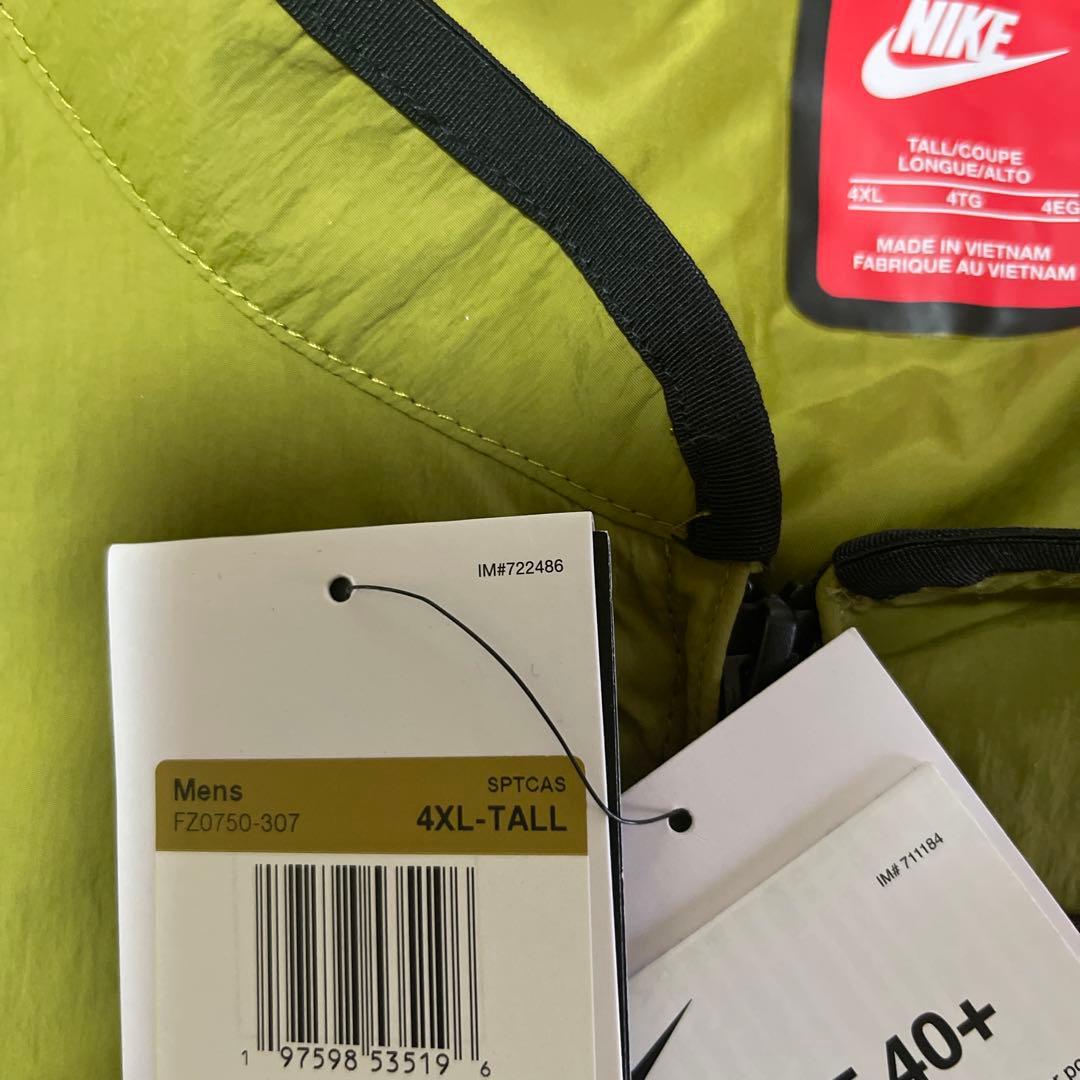 NIKE
TALL/COUPE
LONGUE/ALTO
4XL 4TG 4EG
MADE IN VIETNAM
FABRIQUE AU VIETNAM
IM#722486
Mens SPTCAS
FZ0750-307 4XL-TALL
1 97598 53519 6
IM# 711184
40+